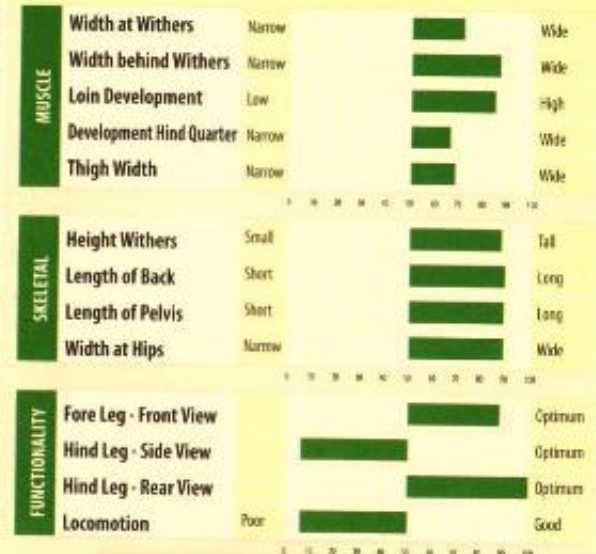 MUSCLE
Width at Withers Narrow Wide
Width behind Withers Narrow Wide
Loin Development Low High
Development Hind Quarter Narrow Wide
Thigh Width Narrow Wide
SKELETAL
Height Withers Small Tall
Length of Back Short Long
Length of Pelvis Short Long
Width at Hips Narrow Wide
FUNCTIONALITY
Fore Leg - Front View Optimum
Hind Leg - Side View Optimum
Hind Leg - Rear View Optimum
Locomotion Poor Good